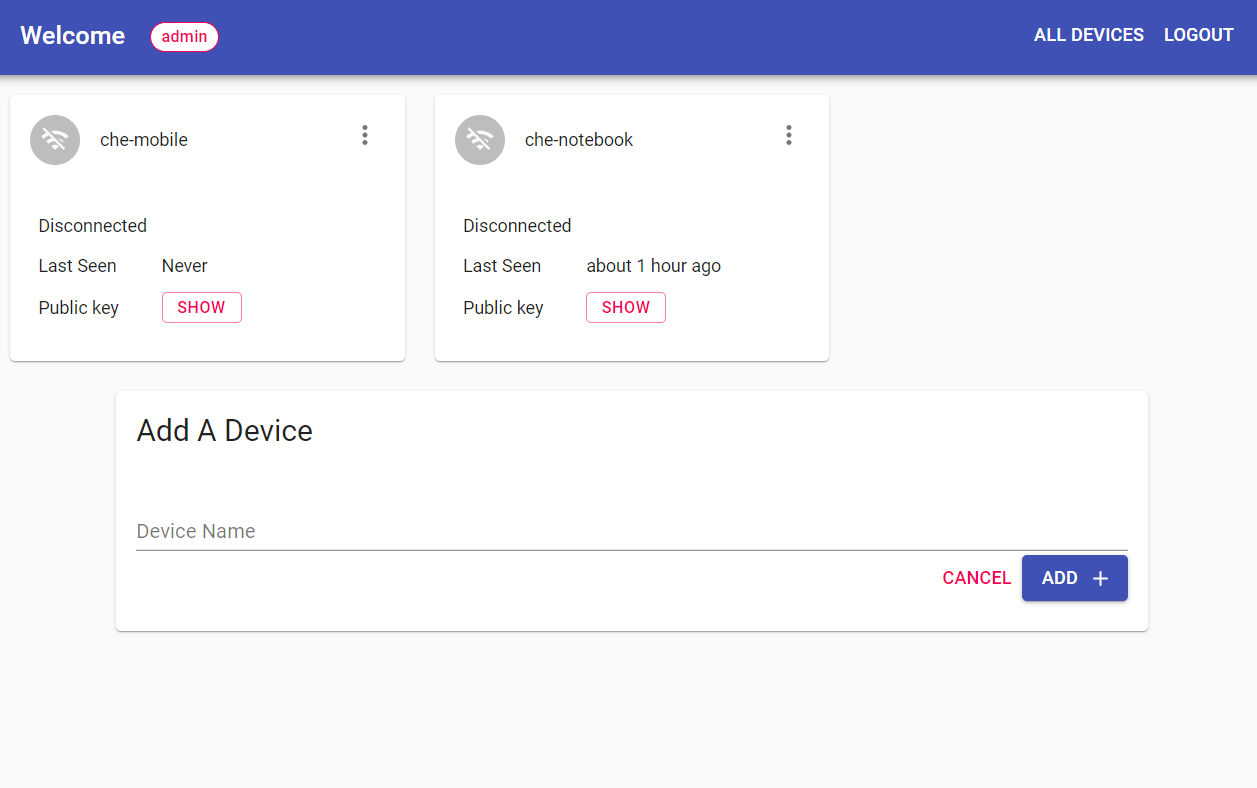 Welcome admin ALL DEVICES LOGOUT
che-mobile
Disconnected
Last Seen Never
Public key SHOW
che-notebook
Disconnected
Last Seen about 1 hour ago
Public key SHOW
Add A Device
Device Name
CANCEL ADD +